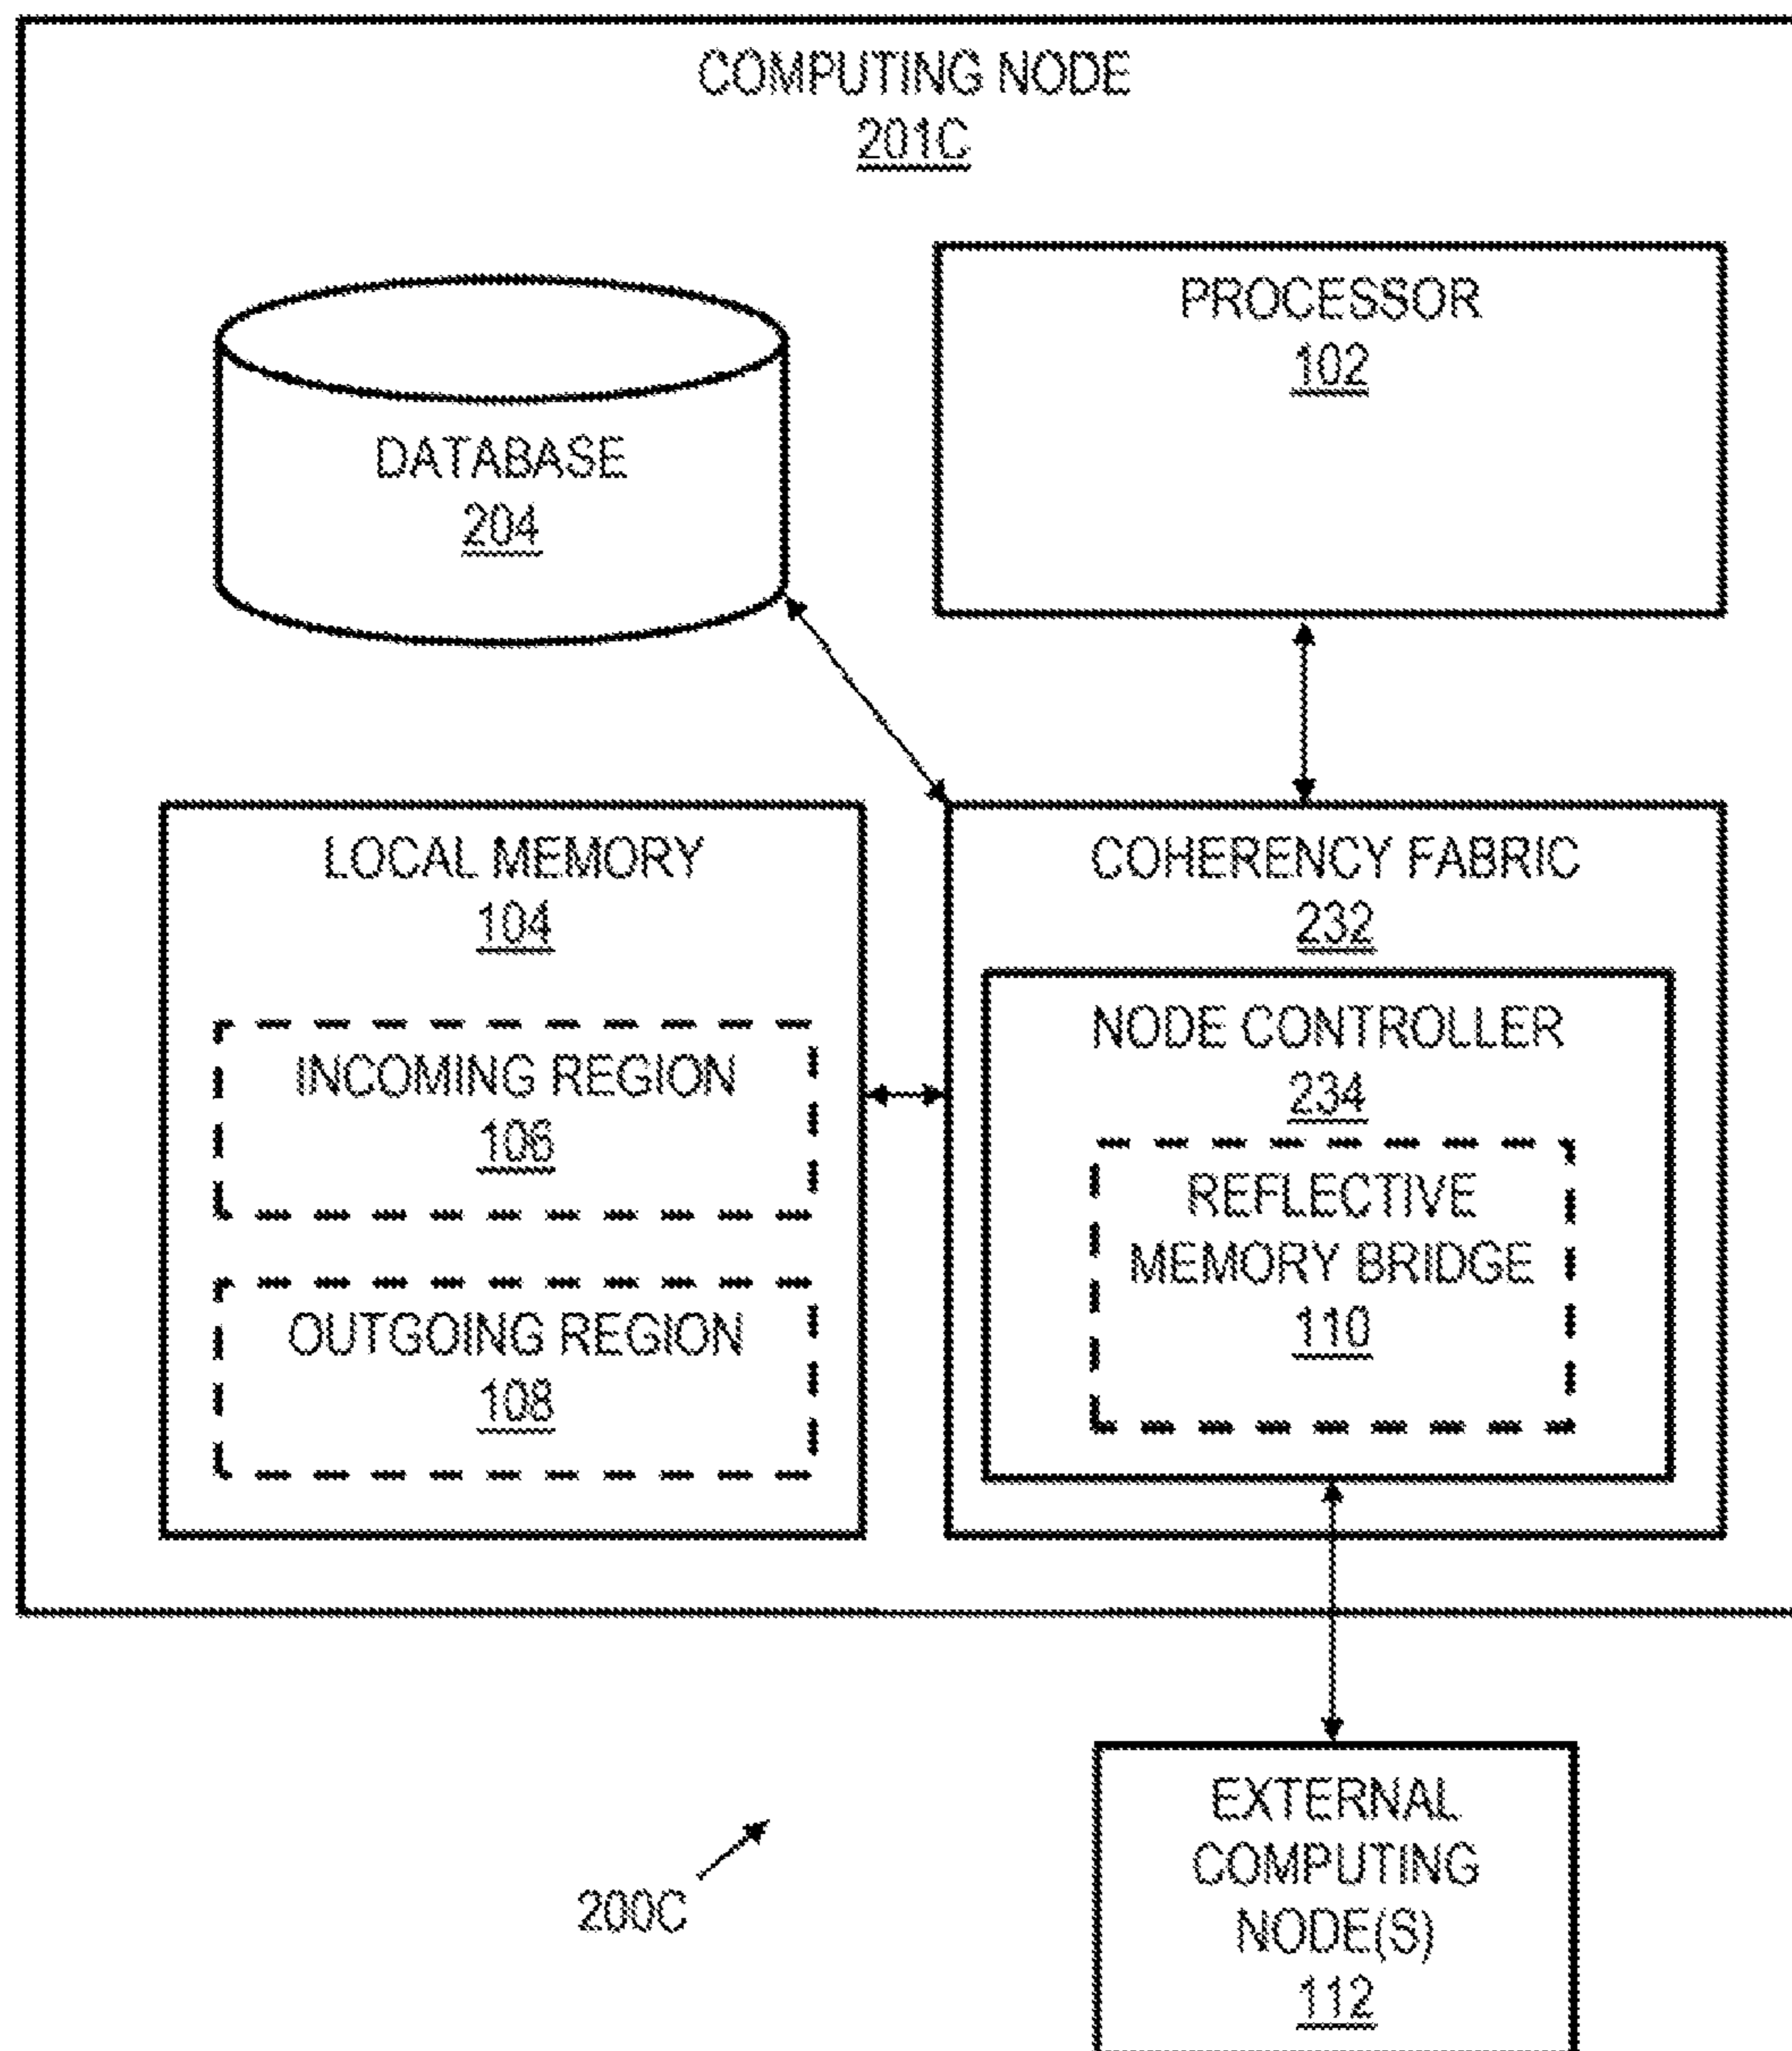 COMPUTING NODE
201C
DATABASE
204
PROCESSOR
102
LOCAL MEMORY
104
INCOMING REGION
106
OUTGOING REGION
108
COHERENCY FABRIC
232
NODE CONTROLLER
234
REFLECTIVE
MEMORY BRIDGE
110
200C
EXTERNAL
COMPUTING
NODE(S)
112